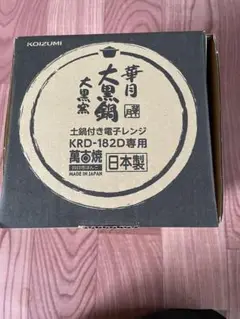 KOIZUMI
華月
大黒鍋
大黒窯
土鍋付き電子レンジ
KRD-182D専用
萬古焼
MADE IN JAPAN
日本製